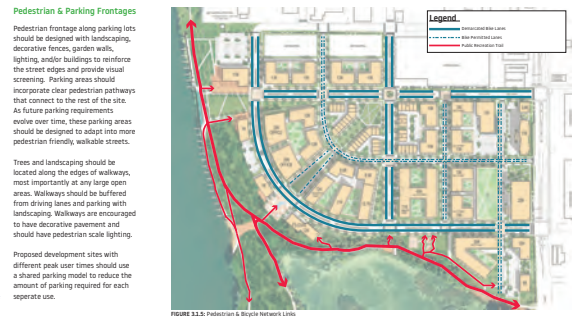 Pedestrian & Parking Frontages
Pedestrian frontage along parking lots
should be designed with landscaping,
decorative fences, garden walls,
lighting, and/or buildings to reinforce
the street edges and provide visual
screening. Parking areas should
incorporate clear pedestrian pathways
that connect to the rest of the site.
As future parking requirements
evolve over time, these parking areas
should be designed to adapt into more
pedestrian friendly, walkable streets.
Trees and landscaping should be
located along the edges of walkways,
most importantly at any large open
areas. Walkways should be buffered
from driving lanes and parking with
landscaping. Walkways are encouraged
to have decorative pavement and
should have pedestrian scale lighting.
Proposed development sites with
different peak user times should use
a shared parking model to reduce the
amount of parking required for each
seperate use.
Legend
Demarcated Bike Lanes
Bike Permitted Lanes
Public Recreation Trail
FIGURE 3.1.5: Pedestrian & Bicycle Network Links